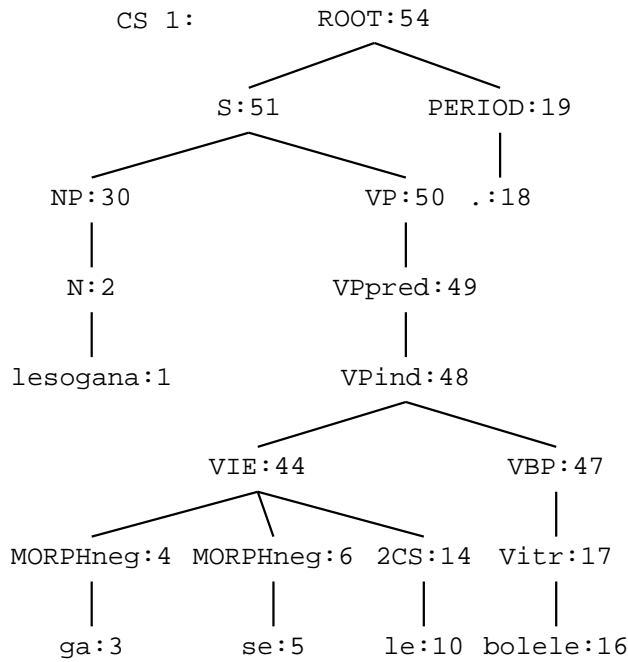 CS 1: ROOT:54
S:51 PERIOD:19
NP:30 VP:50 .:18
N:2 VPpred:49
lesogana:1 VPind:48
VIE:44 VBP:47
MORPHneg:4 MORPHneg:6 2CS:14 Vitr:17
ga:3 se:5 le:10 bolele:16